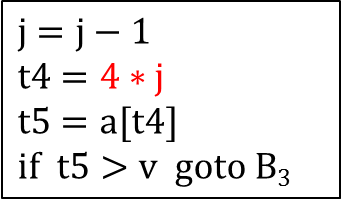 j = j − 1
t4 = 4 ∗ j
t5 = a[t4]
if t5 > v goto B₃